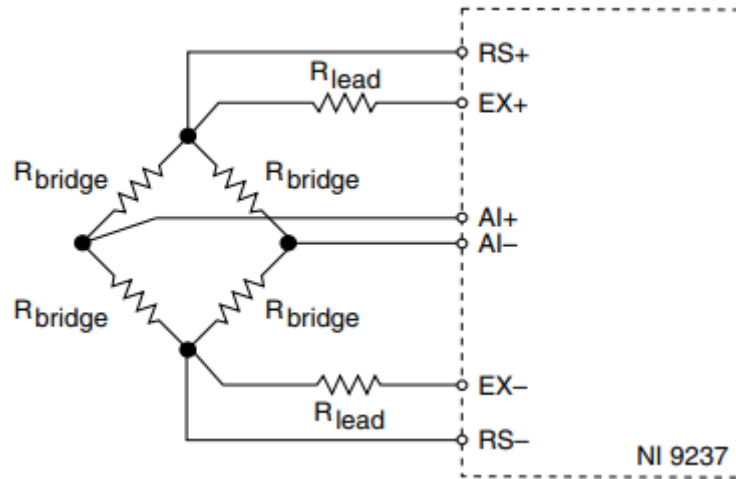 RS+
Rlead
EX+
Rbridge
Rbridge
AI+
AI–
Rbridge
Rbridge
EX–
Rlead
RS–
NI 9237